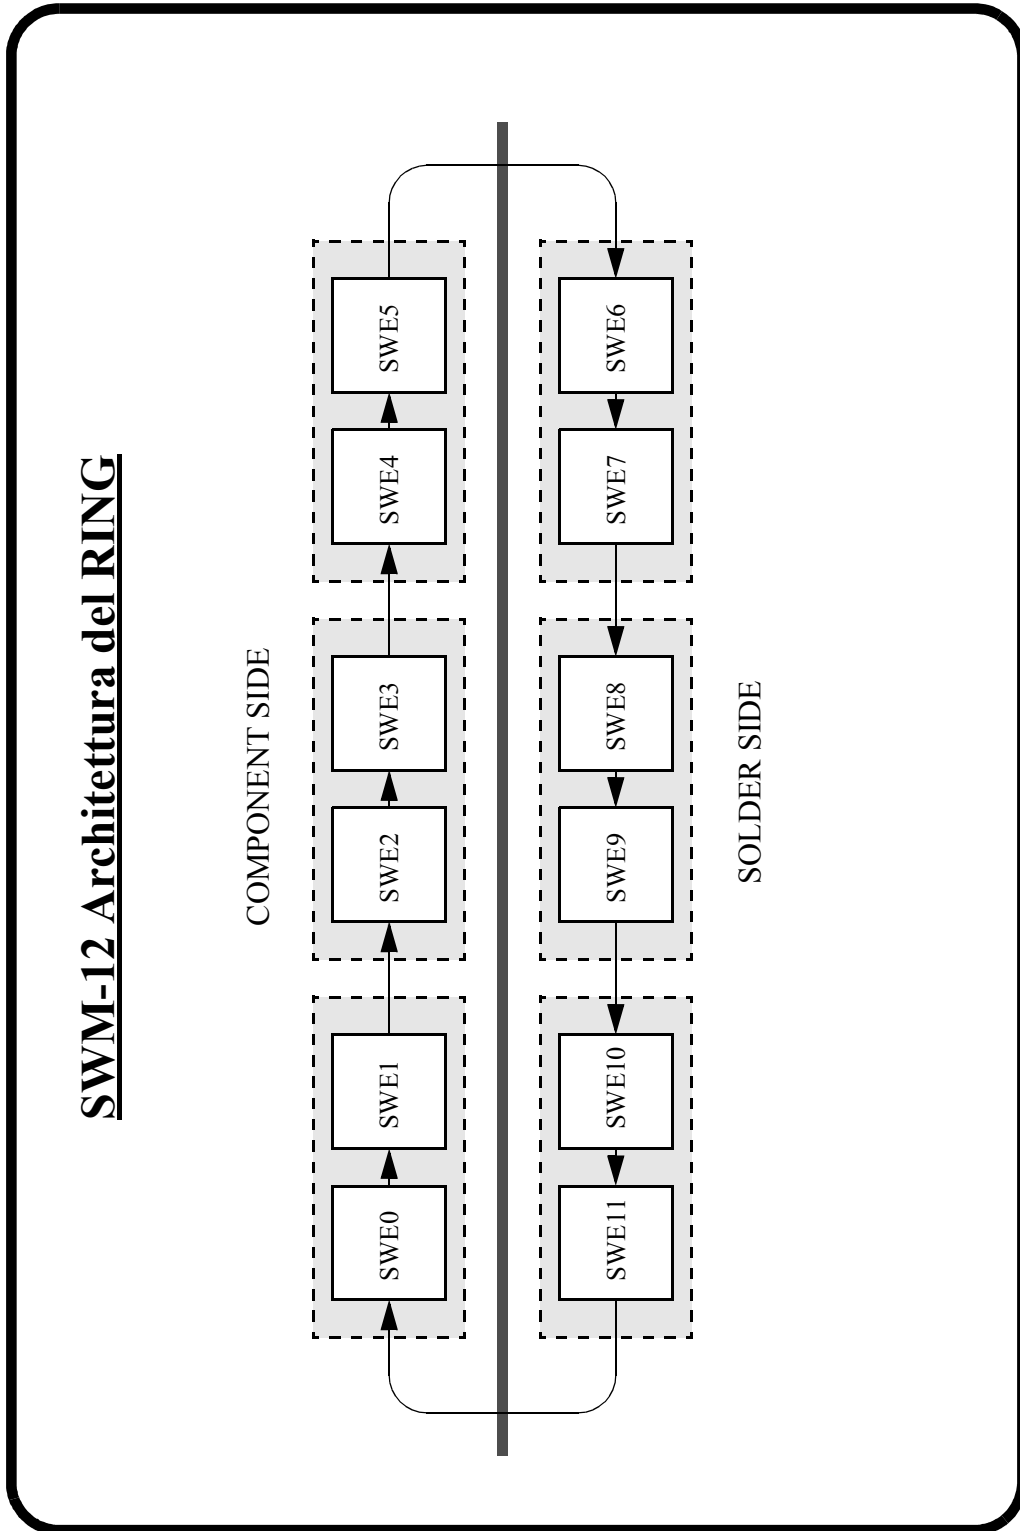 SWM-12 Architettura del RING
COMPONENT SIDE
SWE0
SWE1
SWE2
SWE3
SWE4
SWE5
SWE11
SWE10
SWE9
SWE8
SWE7
SWE6
SOLDER SIDE